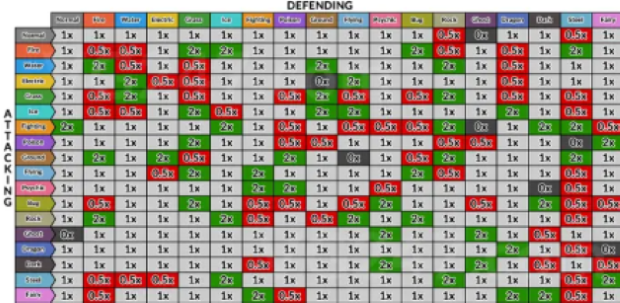 DEFENDING
Normal Fire Water Electric Grass Ice Fighting Poison Ground Flying Psychic Bug Rock Ghost Dragon Dark Steel Fairy
ATTACKING
Normal 1x 1x 1x 1x 1x 1x 1x 1x 1x 1x 1x 1x 0.5x 0x 1x 1x 0.5x 1x
Fire 1x 0.5x 0.5x 1x 2x 2x 1x 1x 1x 1x 1x 2x 0.5x 1x 0.5x 1x 2x 1x
Water 1x 2x 0.5x 1x 0.5x 1x 1x 1x 2x 1x 1x 1x 2x 1x 0.5x 1x 1x 1x
Electric 1x 1x 2x 0.5x 0.5x 1x 1x 1x 0x 2x 1x 1x 1x 1x 0.5x 1x 1x 1x
Grass 1x 0.5x 2x 1x 0.5x 1x 1x 0.5x 2x 0.5x 1x 0.5x 2x 1x 0.5x 1x 0.5x 1x
Ice 1x 0.5x 0.5x 1x 2x 0.5x 1x 1x 2x 2x 1x 1x 1x 1x 2x 1x 0.5x 1x
Fighting 2x 1x 1x 1x 1x 2x 1x 0.5x 1x 0.5x 0.5x 0.5x 2x 0x 1x 2x 2x 0.5x
Poison 1x 1x 1x 1x 2x 1x 1x 0.5x 0.5x 1x 1x 1x 0.5x 0.5x 1x 1x 0x 2x
Ground 1x 2x 1x 2x 0.5x 1x 1x 2x 1x 0x 1x 0.5x 2x 1x 1x 1x 2x 1x
Flying 1x 1x 1x 0.5x 2x 1x 2x 1x 1x 1x 1x 2x 0.5x 1x 1x 1x 0.5x 1x
Psychic 1x 1x 1x 1x 1x 1x 2x 2x 1x 1x 0.5x 1x 1x 1x 1x 0x 0.5x 1x
Bug 1x 0.5x 1x 1x 2x 1x 0.5x 0.5x 1x 0.5x 2x 1x 1x 0.5x 1x 2x 0.5x 0.5x
Rock 1x 2x 1x 1x 1x 2x 0.5x 1x 0.5x 2x 1x 2x 1x 1x 1x 1x 0.5x 1x
Ghost 0x 1x 1x 1x 1x 1x 1x 1x 1x 1x 2x 1x 1x 2x 1x 0.5x 1x 1x
Dragon 1x 1x 1x 1x 1x 1x 1x 1x 1x 1x 1x 1x 1x 1x 2x 1x 0.5x 0x
Dark 1x 1x 1x 1x 1x 1x 0.5x 1x 1x 1x 2x 1x 1x 2x 1x 0.5x 1x 0.5x
Steel 1x 0.5x 0.5x 0.5x 1x 2x 1x 1x 1x 1x 1x 1x 2x 1x 1x 1x 0.5x 2x
Fairy 1x 0.5x 1x 1x 1x 1x 2x 0.5x 1x 1x 1x 1x 1x 1x 2x 2x 0.5x 1x